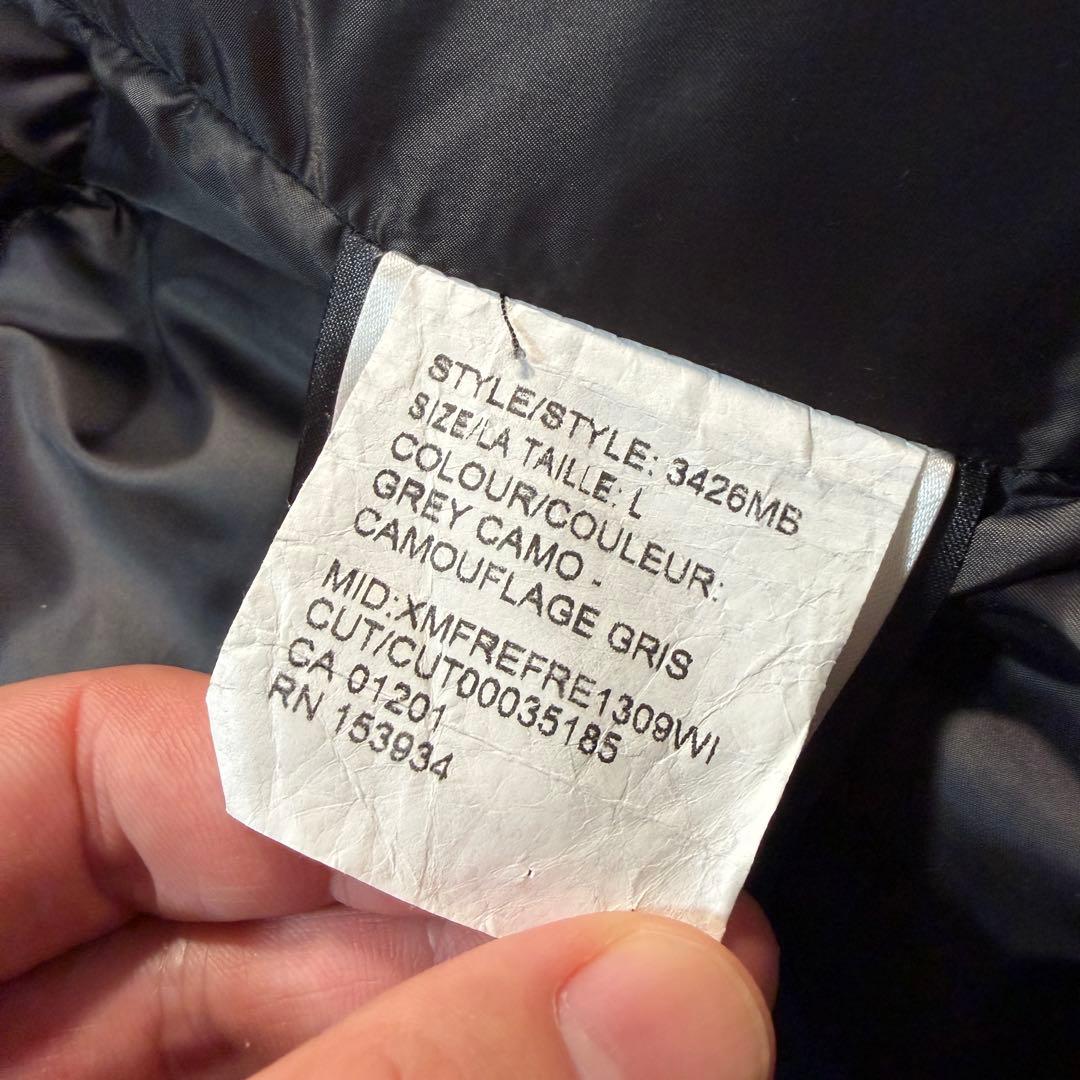 STYLE/STYLE: 3426MB
SIZE/LA TAILLE: L
COLOUR/COULEUR:
GREY CAMO -
CAMOUFLAGE GRIS
MID:XMFREFRE1309WI
CUT/CUT00035185
CA 01201
RN 153934